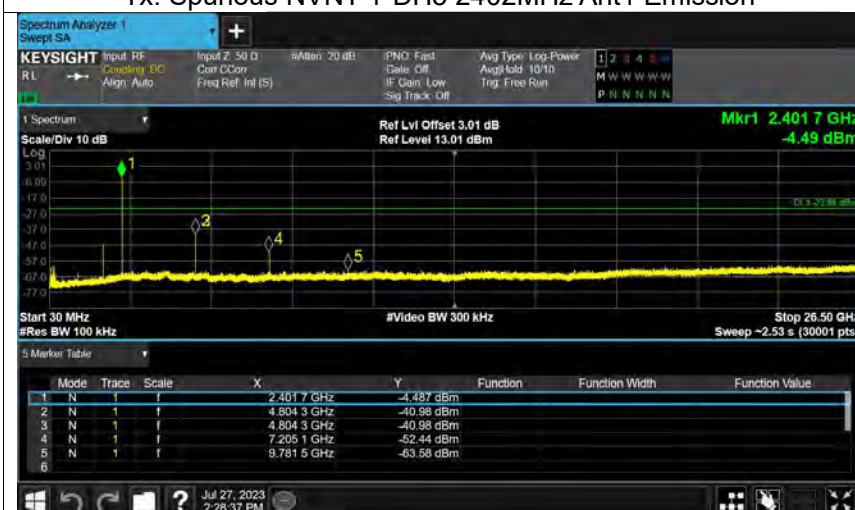 Tx. Spurious NVNT 1-DH5 2402MHz Ant1 Emission
Spectrum Analyzer 1
Swept SA
+
KEYSIGHT Input: RF Input Z: 50 Ω #Atten: 20 dB PNO: Fast Avg Type: Log-Power 1 2 3 4 5 6
RL Coupling: DC Corr CCorr Gate: Off Avg|Hold: 10/10 M W W W W W
Align: Auto Freq Ref: Int (S) IF Gain: Low Trig: Free Run
Sig Track: Off P N N N N N
1 Spectrum Ref Lvl Offset 3.01 dB Mkr1 2.401 7 GHz
Scale/Div 10 dB Ref Level 13.01 dBm -4.49 dBm
Log
3.01 1
-6.99
-17.0
-27.0
-37.0 3
-47.0 4
-57.0 5
-67.0
-77.0
Start 30 MHz #Video BW 300 kHz Stop 26.50 GHz
#Res BW 100 kHz Sweep ~2.53 s (30001 pts
5 Marker Table
Mode Trace Scale X Y Function Function Width Function Value
1 N 1 f 2.401 7 GHz -4.487 dBm
2 N 1 f 4.804 3 GHz -40.98 dBm
3 N 1 f 4.804 3 GHz -40.98 dBm
4 N 1 f 7.205 1 GHz -52.44 dBm
5 N 1 f 9.781 5 GHz -63.58 dBm
6
? Jul 27, 2023
2:28:37 PM